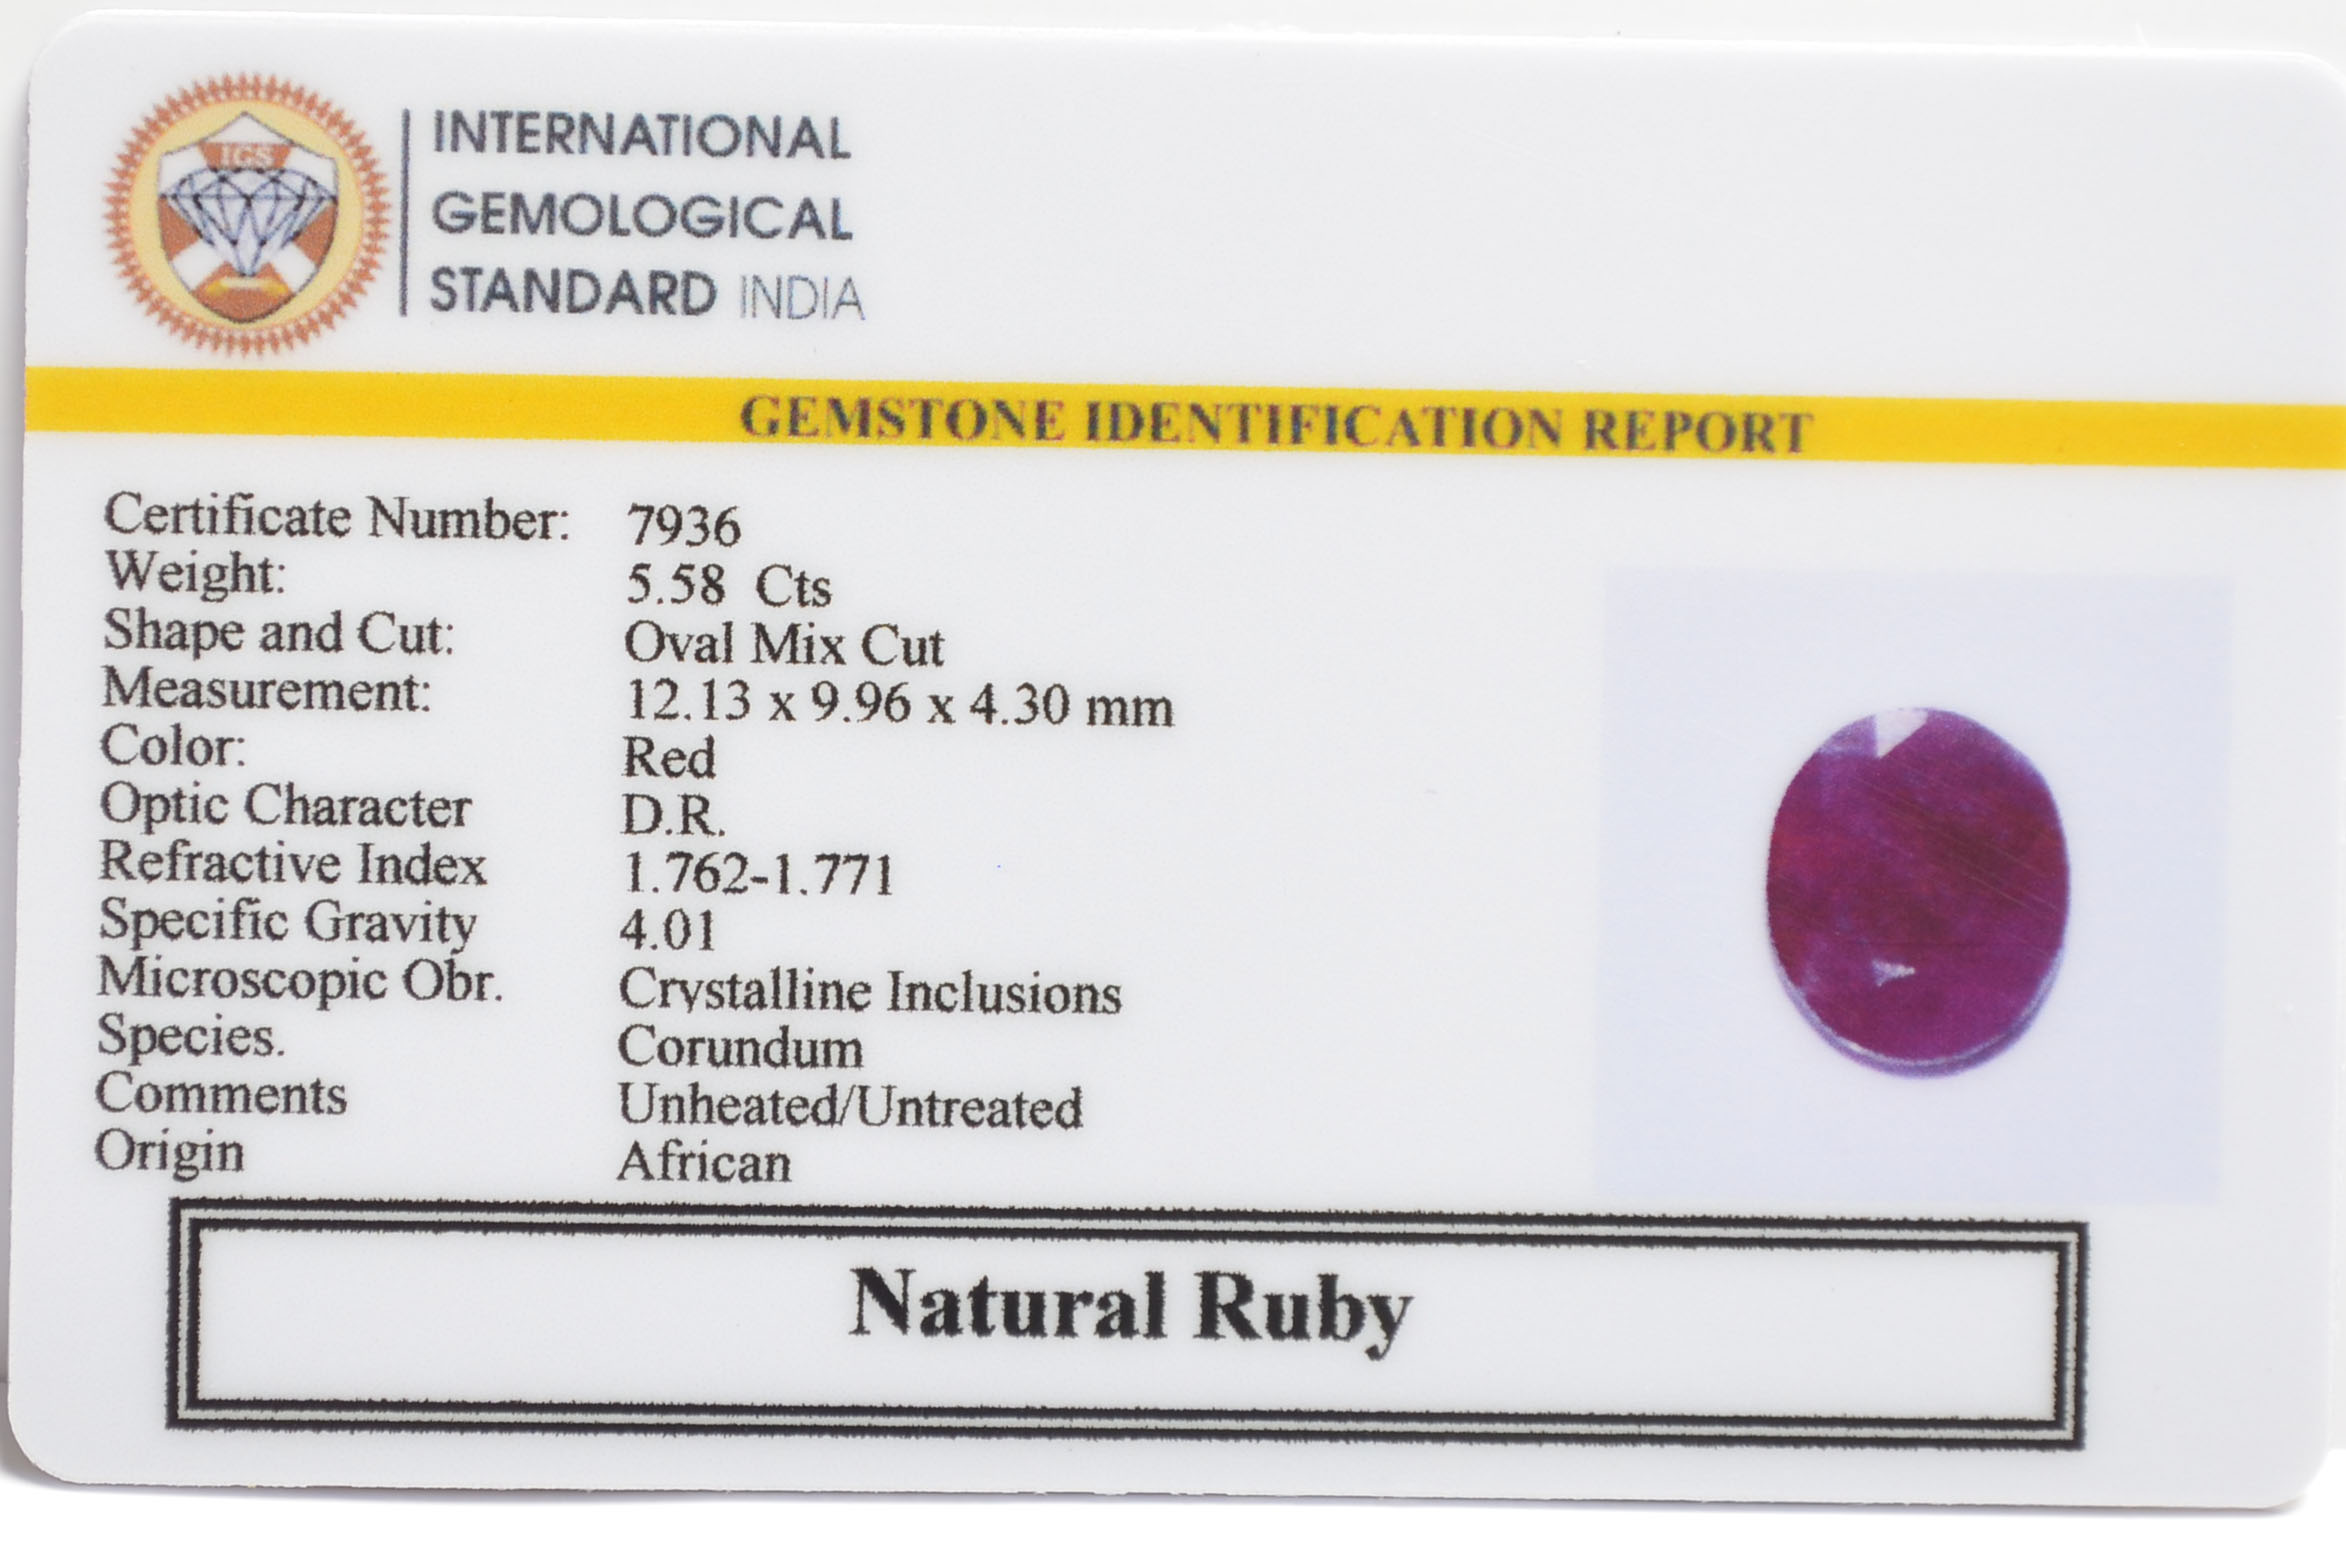 IGS
INTERNATIONAL
GEMOLOGICAL
STANDARD INDIA
GEMSTONE IDENTIFICATION REPORT
Certificate Number: 7936
Weight: 5.58 Cts
Shape and Cut: Oval Mix Cut
Measurement: 12.13 x 9.96 x 4.30 mm
Color: Red
Optic Character D.R.
Refractive Index 1.762-1.771
Specific Gravity 4.01
Microscopic Obr. Crystalline Inclusions
Species. Corundum
Comments Unheated/Untreated
Origin African
Natural Ruby